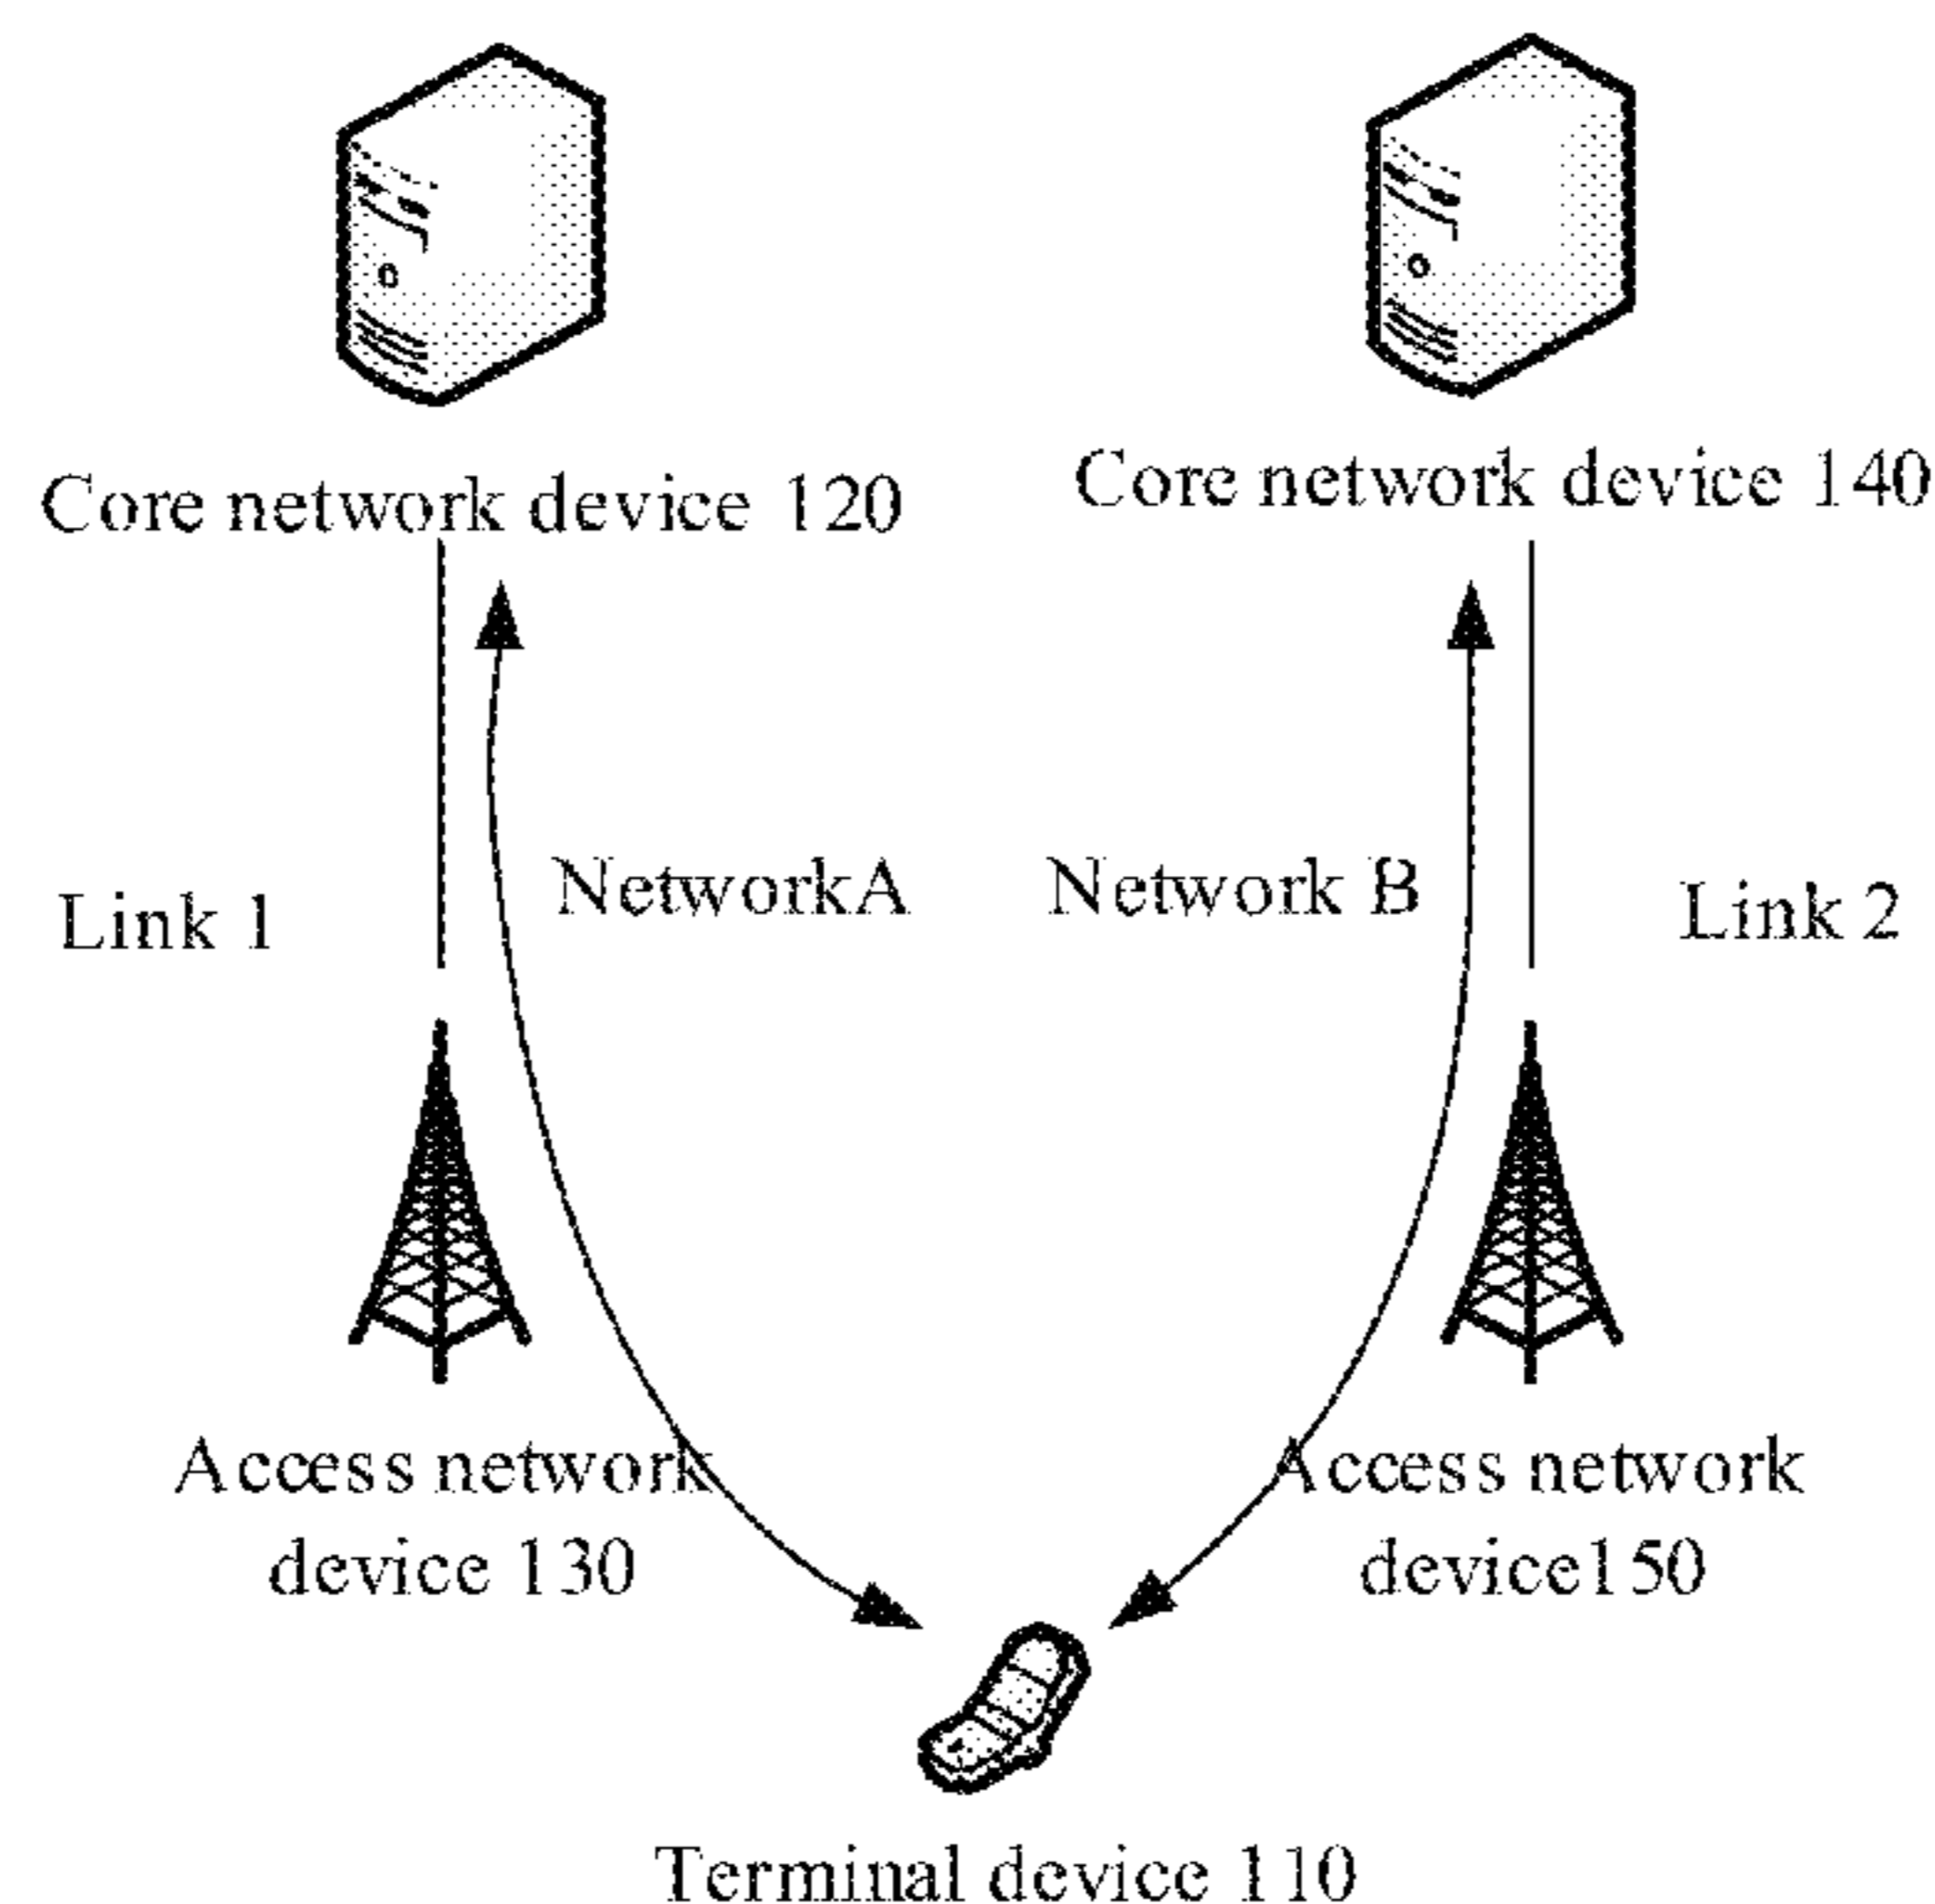 Core network device 120
Core network device 140
Link 1
NetworkA
Network B
Link 2
Access network
device 130
Access network
device150
Terminal device 110